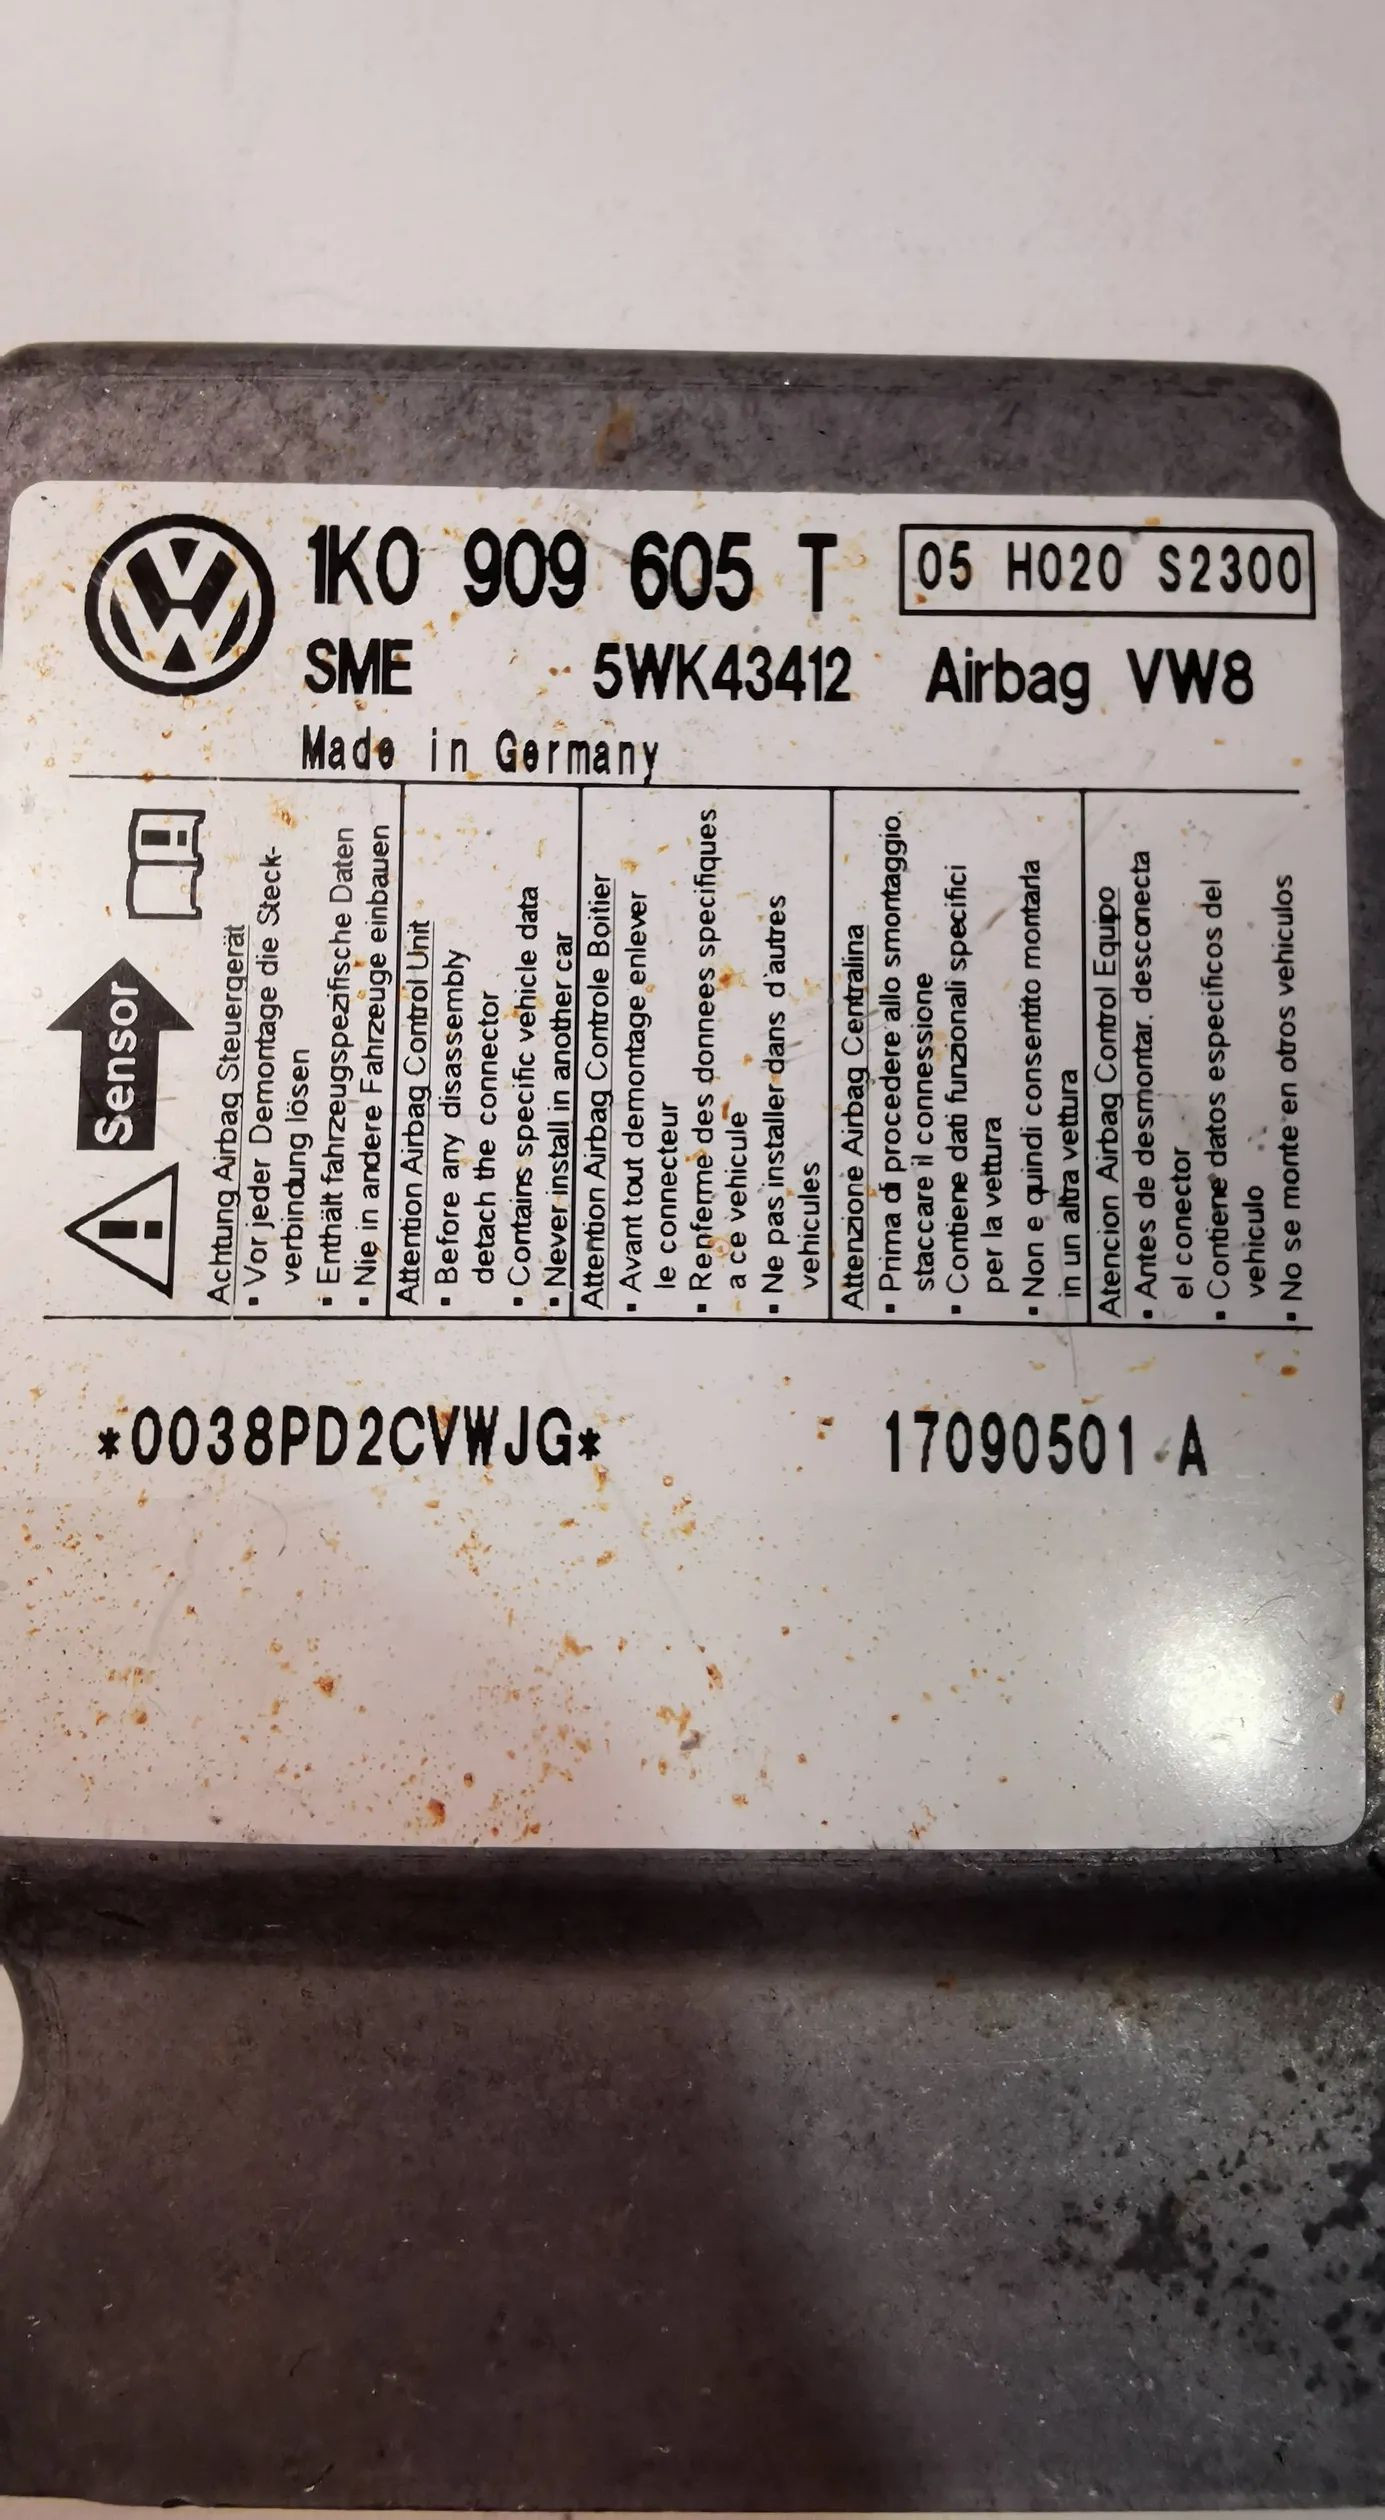 1K0 909 605 T 05 H020 S2300
SME 5WK43412 Airbag VW8
Made in Germany
Sensor
Achtung Airbag Steuergerät
▪ Vor jeder Demontage die Steck-
verbindung lösen
▪ Enthält fahrzeugspezifische Daten
▪ Nie in andere Fahrzeuge einbauen
Attention Airbag Control Unit
▪ Before any disassembly
detach the connector
▪ Contains specific vehicle data
▪ Never install in another car
Attention Airbag Controle Boitier
▪ Avant tout demontage enlever
le connecteur
▪ Renferme des donnees specifiques
a ce vehicule
▪ Ne pas installer dans d'autres
vehicules
Attenzione Airbag Centralina
▪ Prima di procedere allo smontaggio,
staccare il connessione
▪ Contiene dati funzionali specifici
per la vettura
▪ Non e quindi consentito montarla
in un altra vettura
Atencion Airbag Control Equipo
▪ Antes de desmontar. desconecta
el conector
▪ Contiene datos especificos del
vehiculo
▪ No se monte en otros vehiculos
*0038PD2CVWJG* 17090501 A